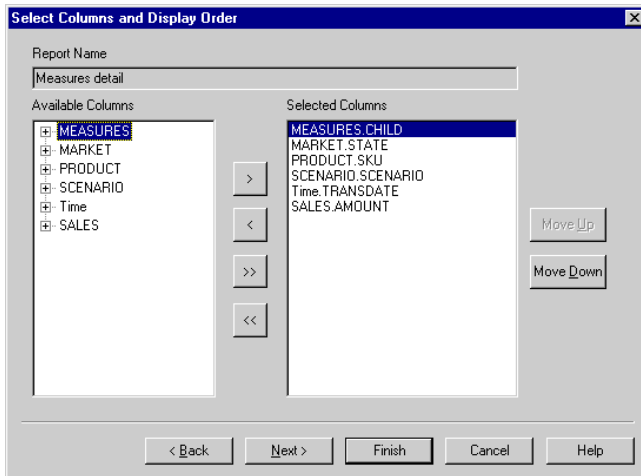 Select Columns and Display Order
Report Name
Measures detail
Available Columns
MEASURES
MARKET
PRODUCT
SCENARIO
Time
SALES
>
<
>>
<<
Selected Columns
MEASURES.CHILD
MARKET.STATE
PRODUCT.SKU
SCENARIO.SCENARIO
Time.TRANSDATE
SALES.AMOUNT
Move Up
Move Down
< Back
Next >
Finish
Cancel
Help